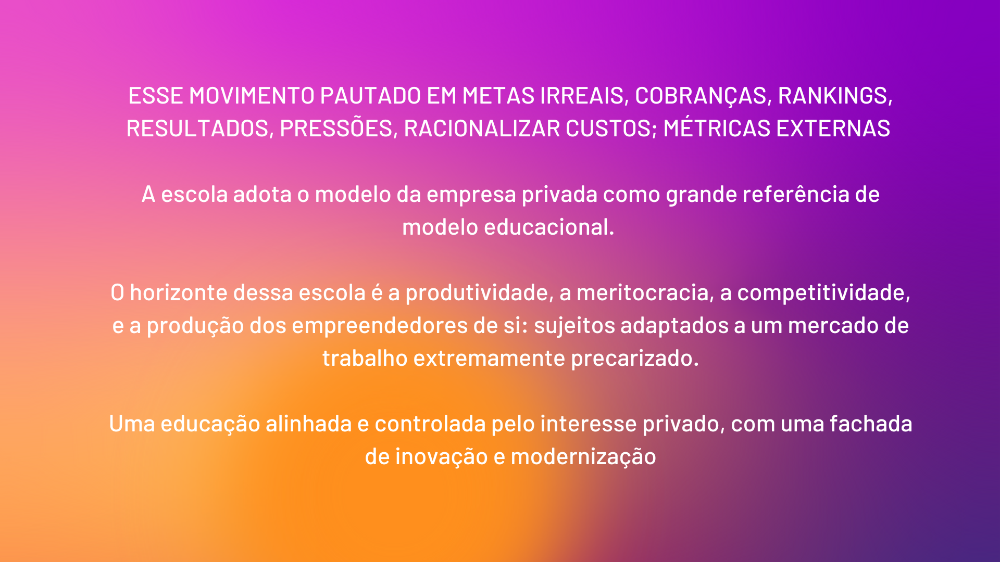 ESSE MOVIMENTO PAUTADO EM METAS IRREAIS, COBRANÇAS, RANKINGS,
RESULTADOS, PRESSÕES, RACIONALIZAR CUSTOS; MÉTRICAS EXTERNAS
A escola adota o modelo da empresa privada como grande referência de
modelo educacional.
O horizonte dessa escola é a produtividade, a meritocracia, a competitividade,
e a produção dos empreendedores de si: sujeitos adaptados a um mercado de
trabalho extremamente precarizado.
Uma educação alinhada e controlada pelo interesse privado, com uma fachada
de inovação e modernização